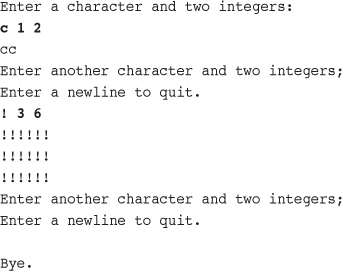 Enter a character and two integers:
c 1 2
cc
Enter another character and two integers;
Enter a newline to quit.
! 3 6
!!!!!!
!!!!!!
!!!!!!
Enter another character and two integers;
Enter a newline to quit.
Bye.